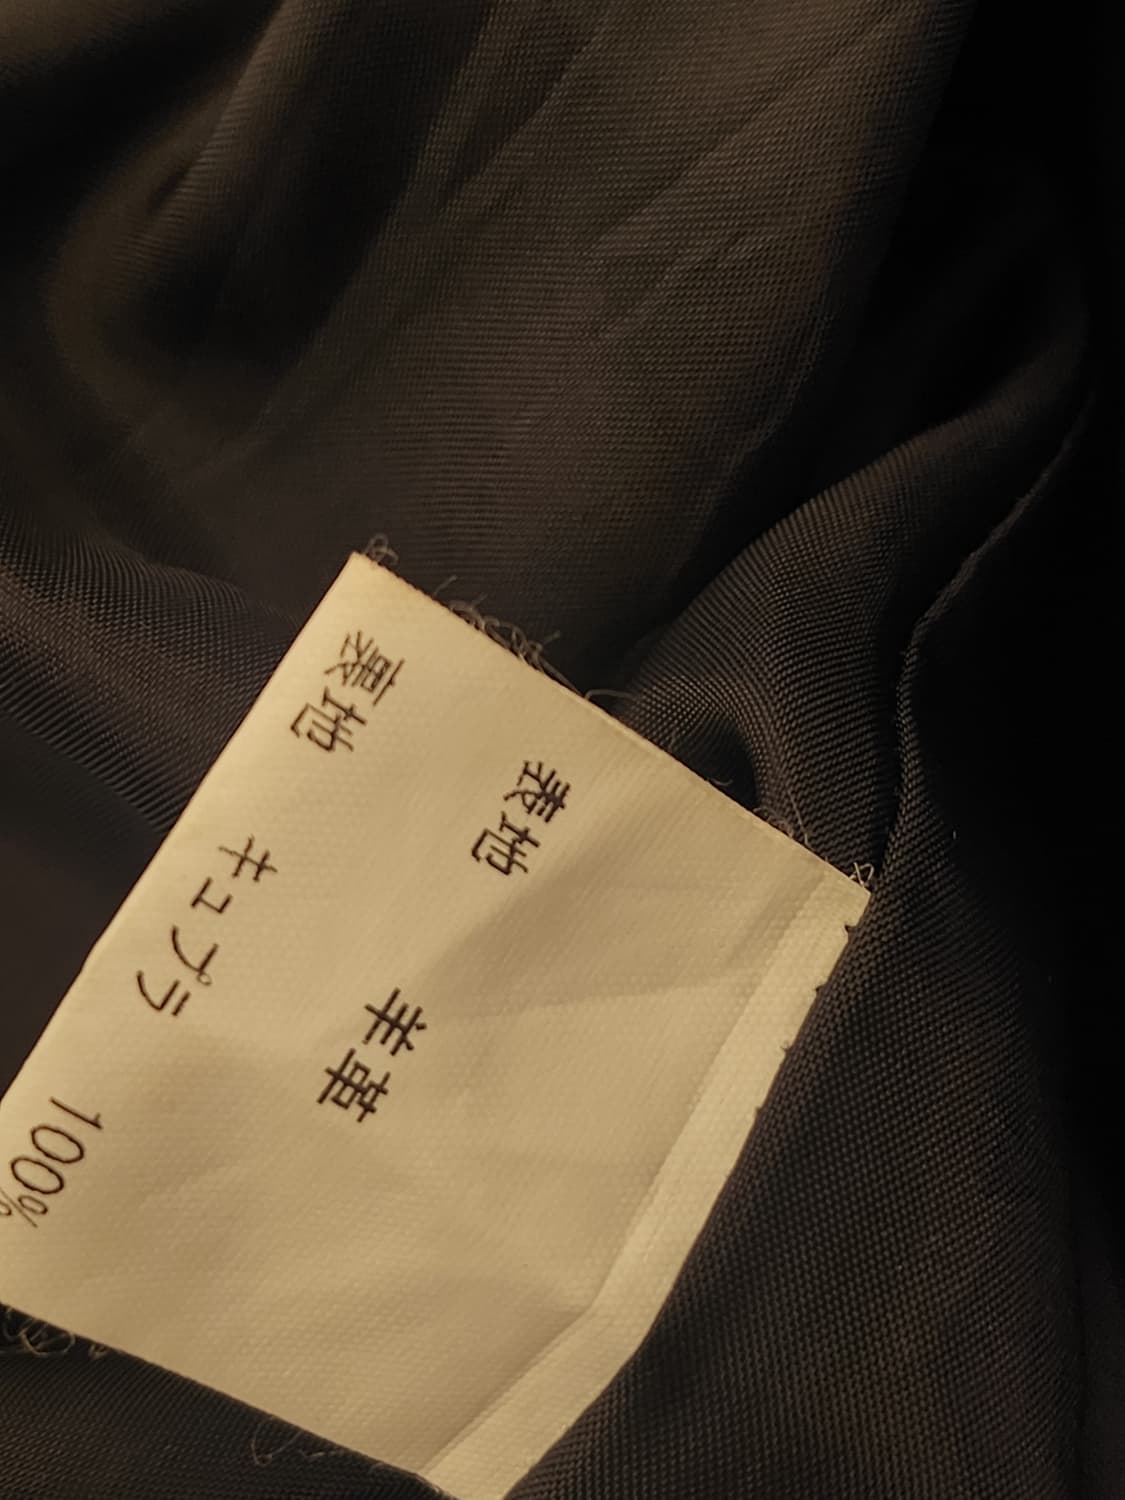 表地 羊革
裏地 キュプラ 100%